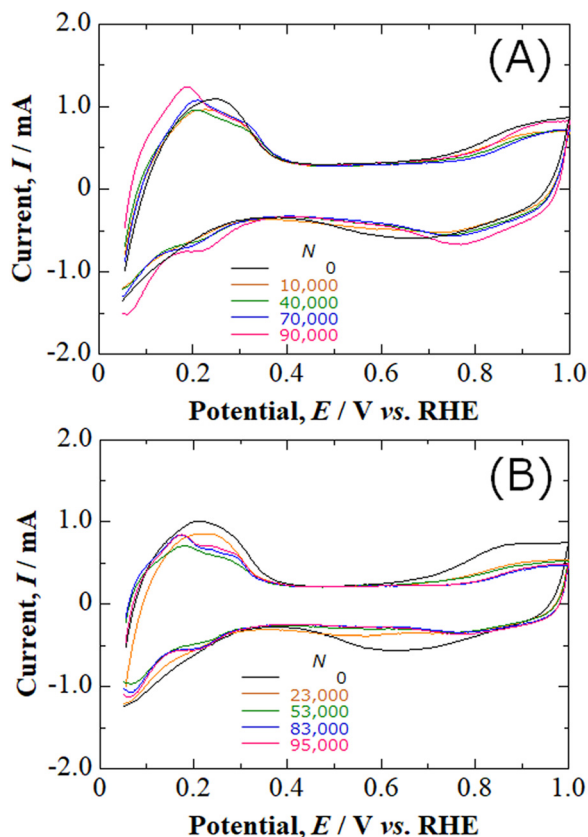 2.0
(A)
1.0
0
-1.0
-2.0
Current, I / mA
N
0
10,000
40,000
70,000
90,000
0 0.2 0.4 0.6 0.8 1.0
Potential, E / V vs. RHE
2.0
(B)
1.0
0
-1.0
-2.0
Current, I / mA
N
0
23,000
53,000
83,000
95,000
0 0.2 0.4 0.6 0.8 1.0
Potential, E / V vs. RHE